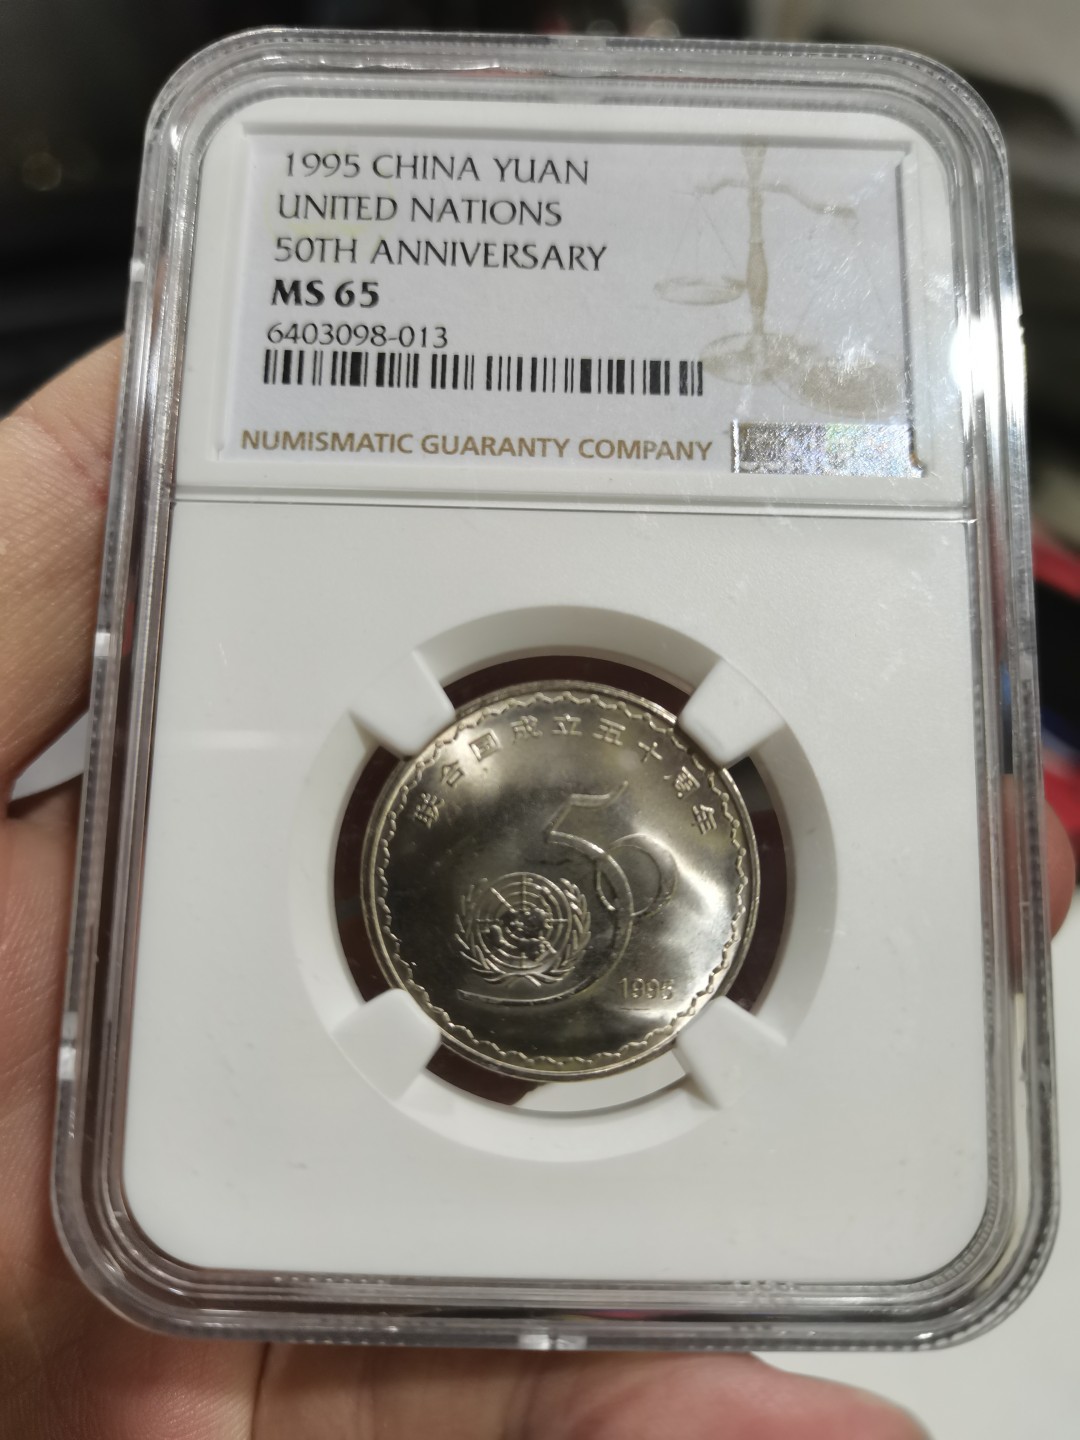 1995 CHINA YUAN
UNITED NATIONS
50TH ANNIVERSARY
MS 65
6403098-013
NUMISMATIC GUARANTY COMPANY
联合国成立五十周年
50
1995